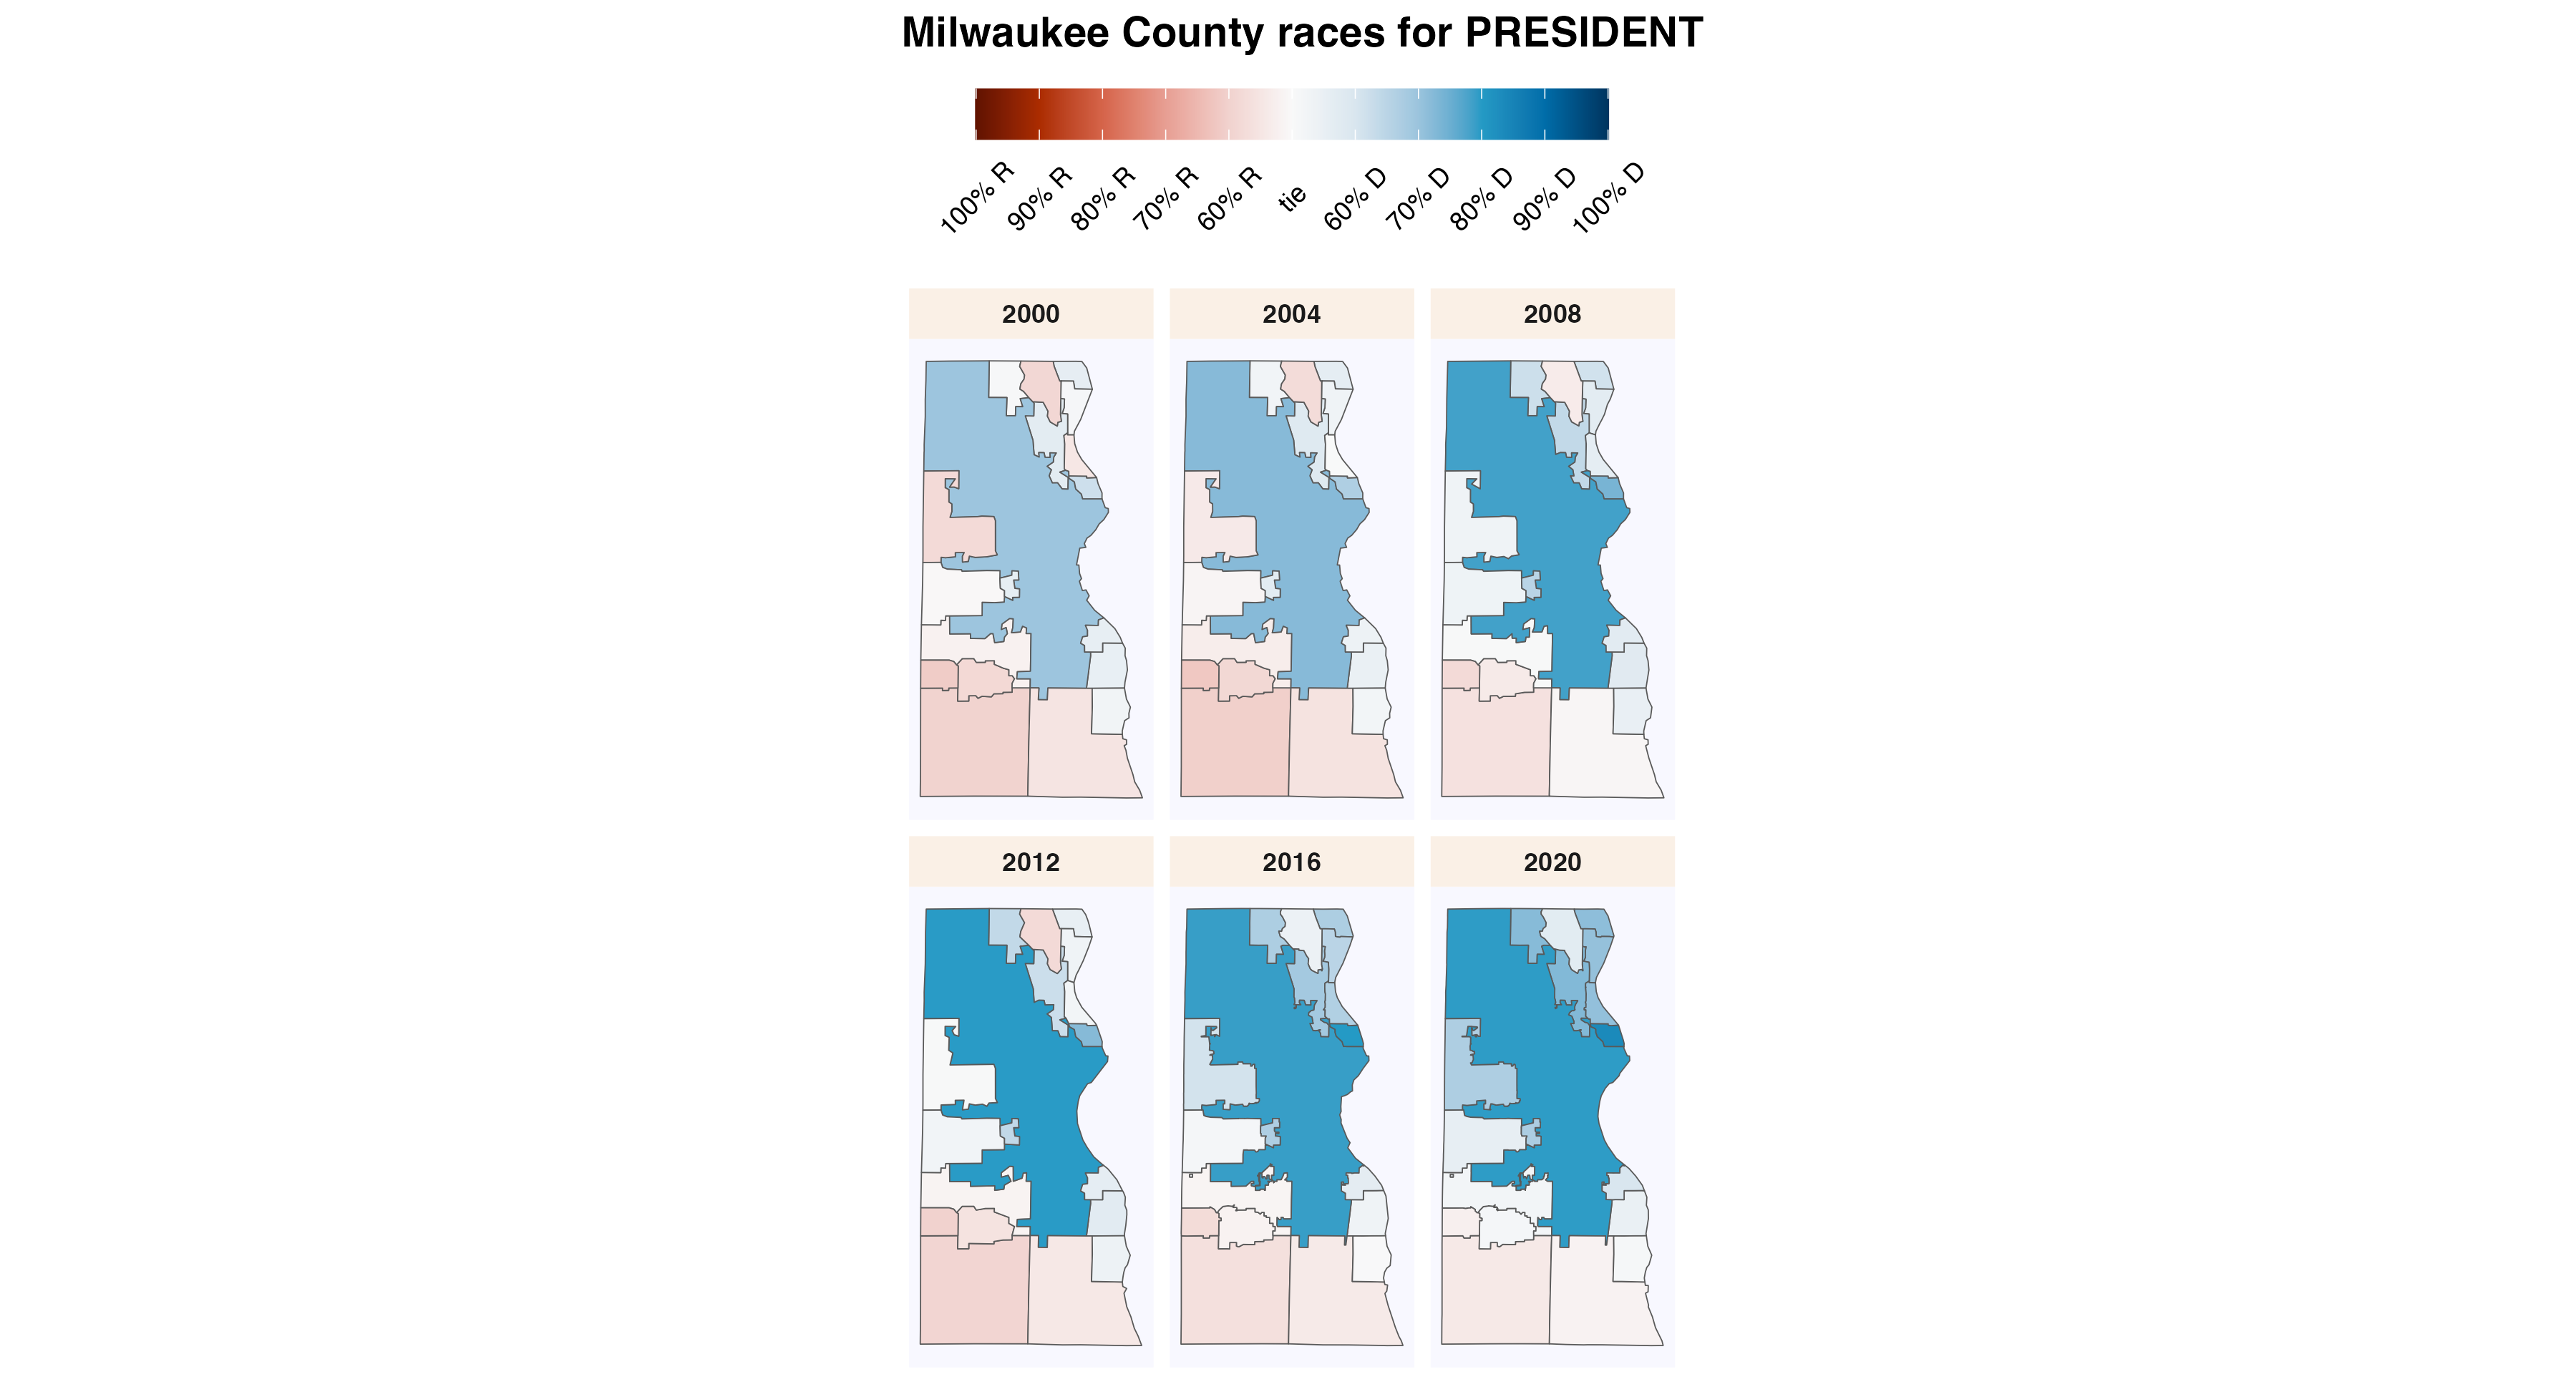 Milwaukee County races for PRESIDENT
100% R
90% R
80% R
70% R
60% R
tie
60% D
70% D
80% D
90% D
100% D
2000
2004
2008
2012
2016
2020